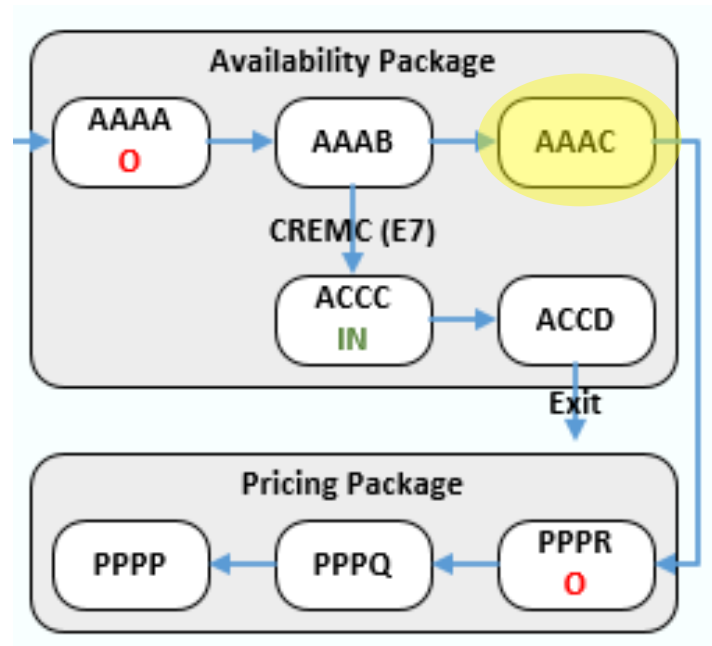 Availability Package
AAAA
O
AAAB
AAAC
CREMC (E7)
ACCC
IN
ACCD
Exit
Pricing Package
PPPP
PPPQ
PPPR
O